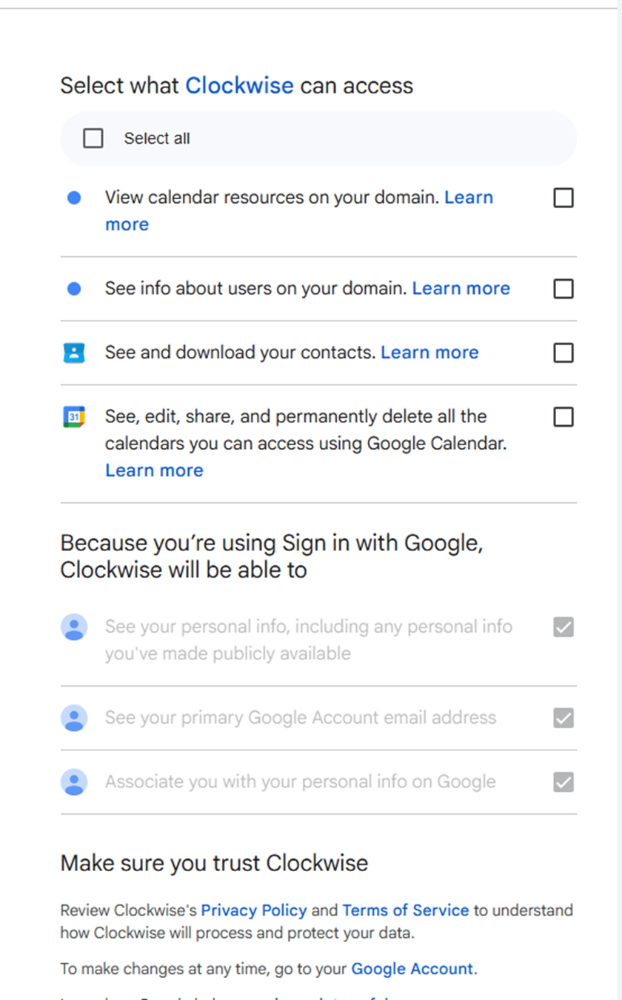 Select what Clockwise can access
Select all
View calendar resources on your domain. Learn
more
See info about users on your domain. Learn more
See and download your contacts. Learn more
31
See, edit, share, and permanently delete all the
calendars you can access using Google Calendar.
Learn more
Because you’re using Sign in with Google,
Clockwise will be able to
See your personal info, including any personal info
you've made publicly available
See your primary Google Account email address
Associate you with your personal info on Google
Make sure you trust Clockwise
Review Clockwise's Privacy Policy and Terms of Service to understand
how Clockwise will process and protect your data.
To make changes at any time, go to your Google Account.